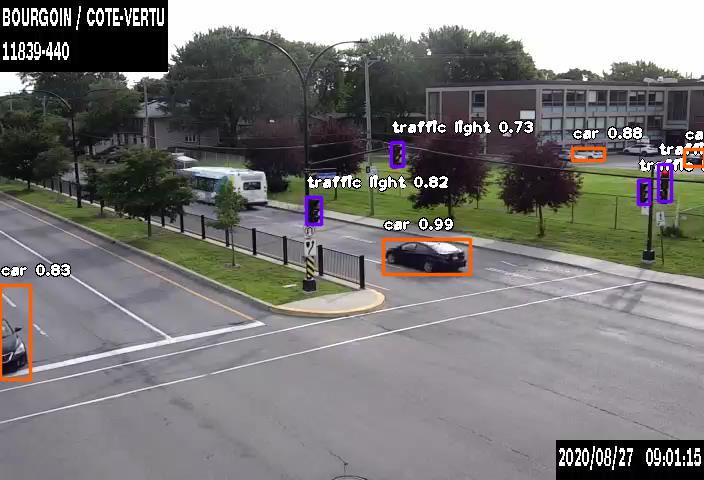 BOURGOIN / COTE-VERTU
11839-440
traffic light 0.73
car 0.88
traffic light 0.82
car 0.99
car 0.83
2020/08/27 09:01:15